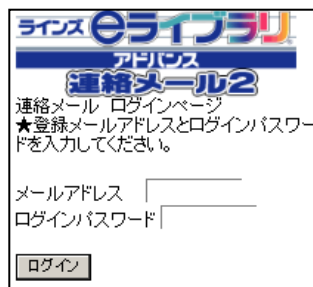 ラインズ eライブラリ
アドバンス
連絡メール2
連絡メール ログインページ
★登録メールアドレスとログインパスワー
ドを入力してください。
メールアドレス
ログインパスワード
ログイン